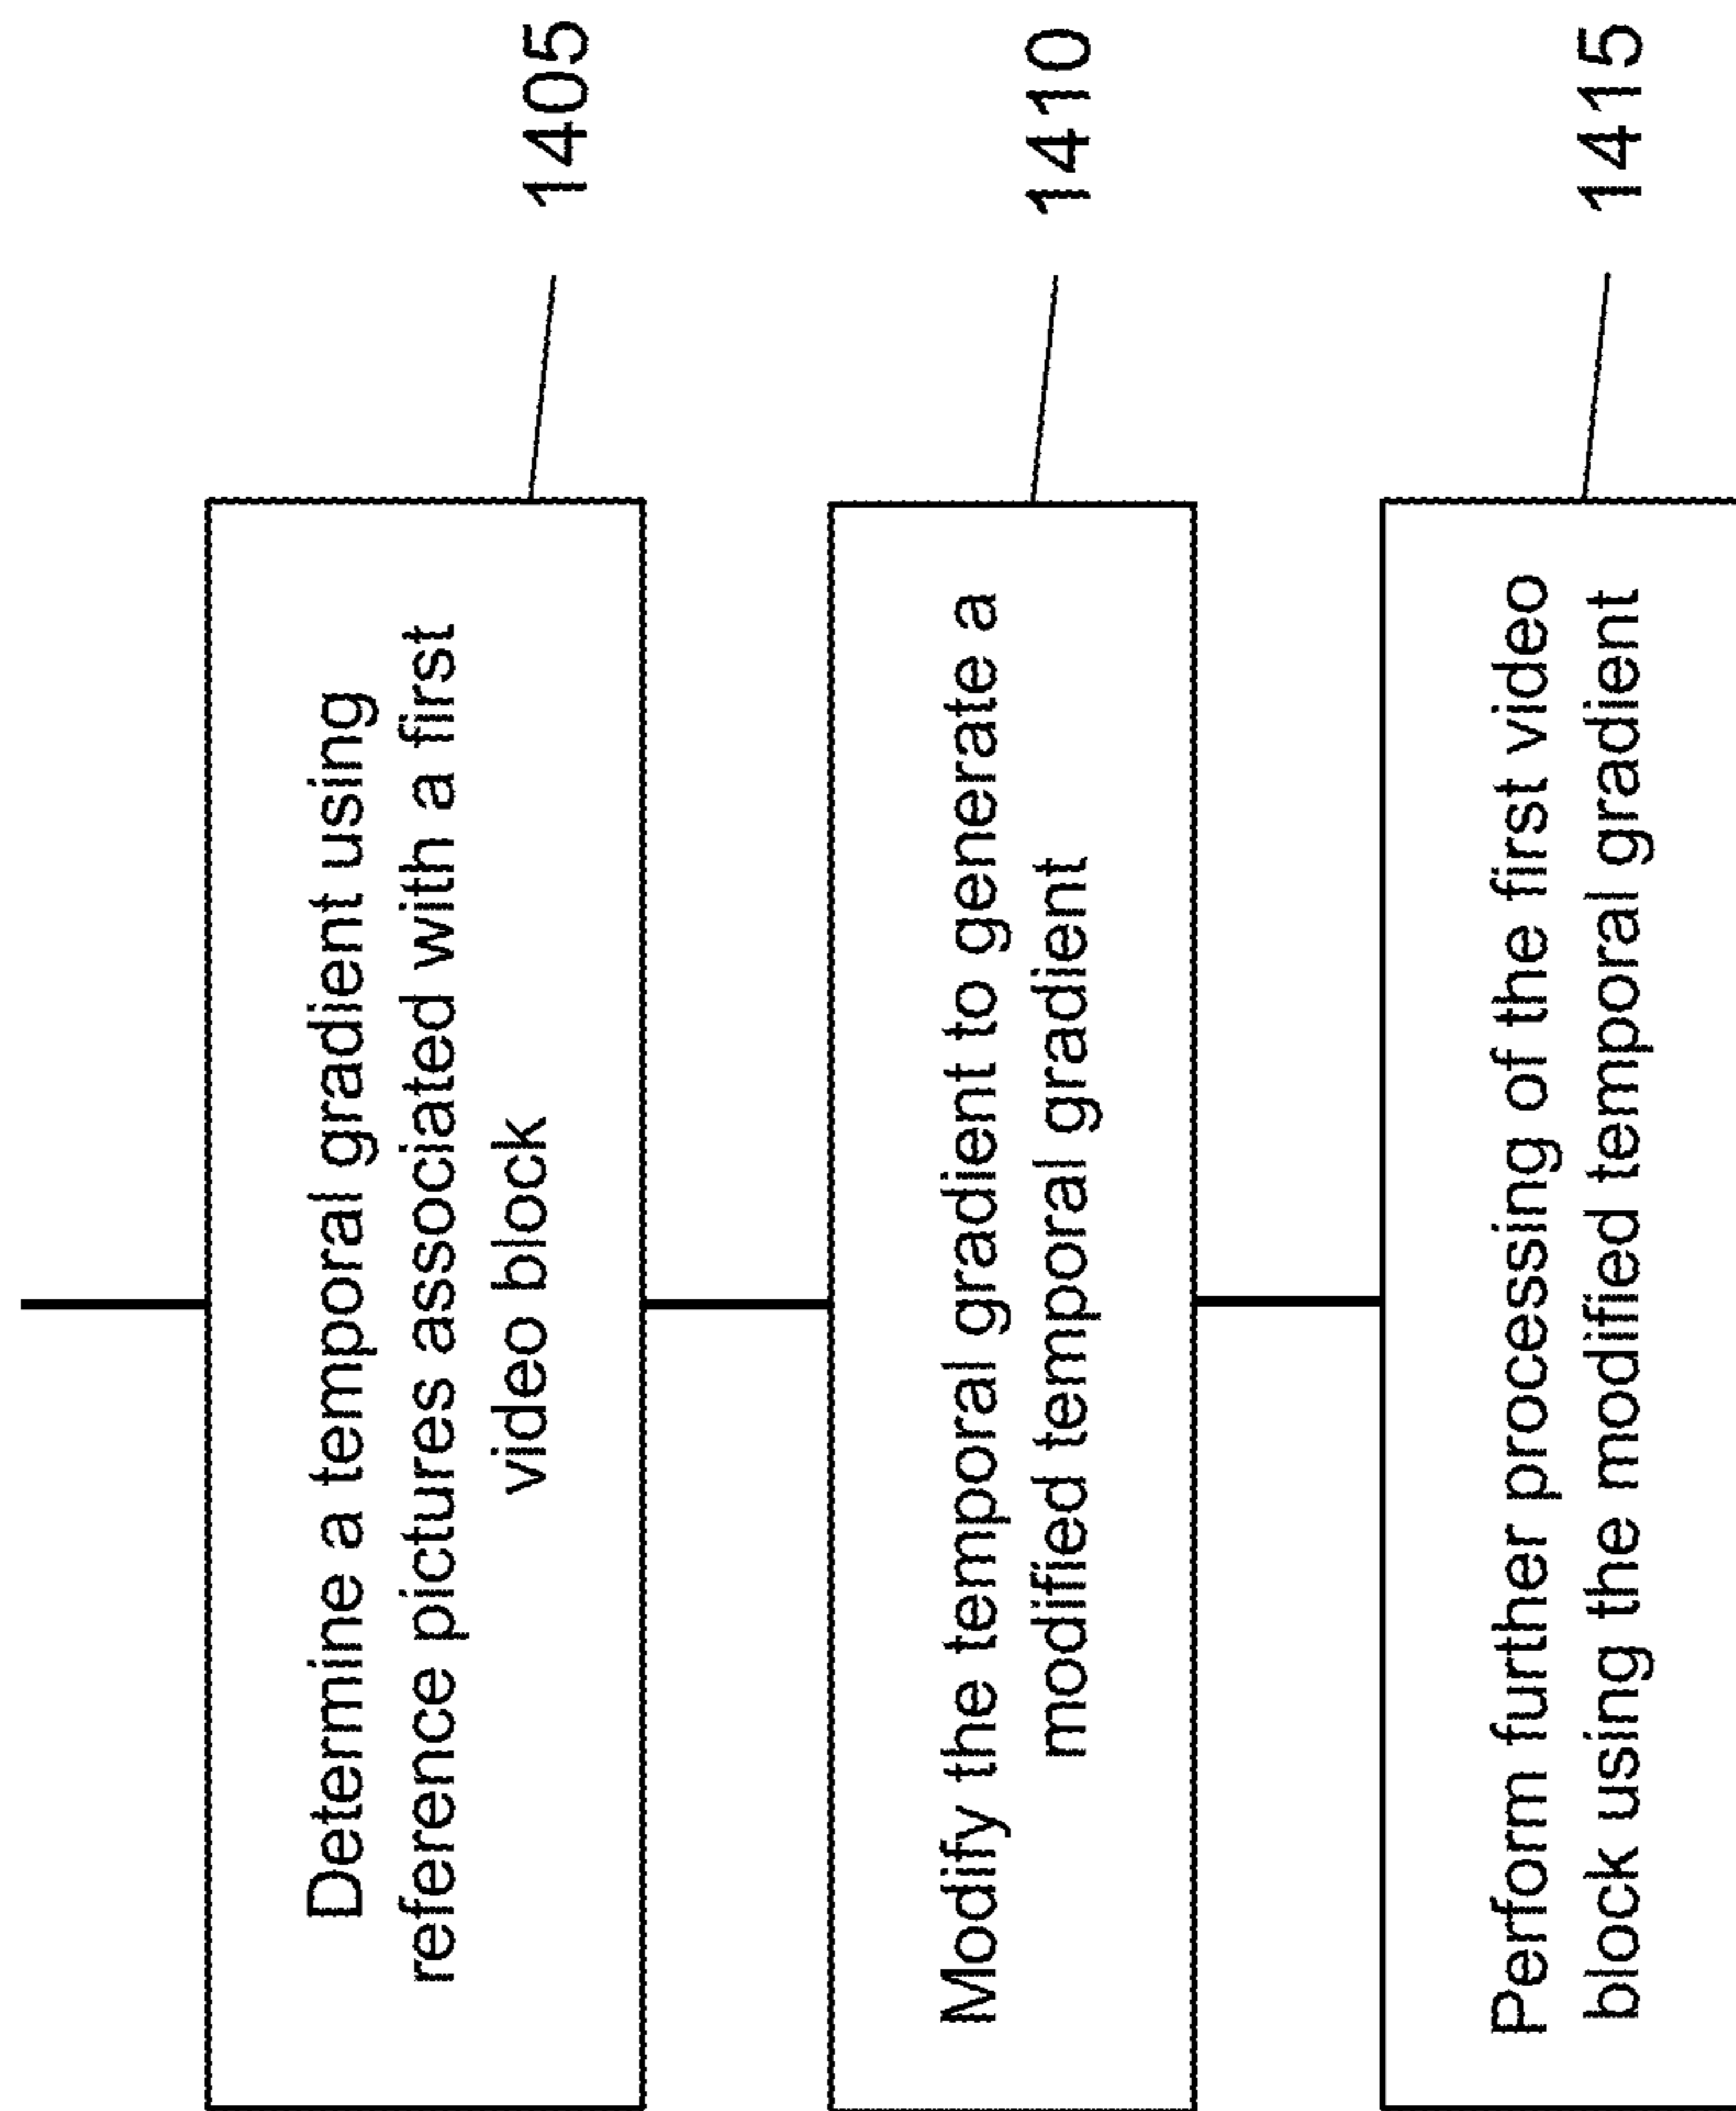 Determine a temporal gradient using
reference pictures associated with a first
video block
1405
Modify the temporal gradient to generate a
modified temporal gradient
1410
Perform further processing of the first video
block using the modified temporal gradient
1415